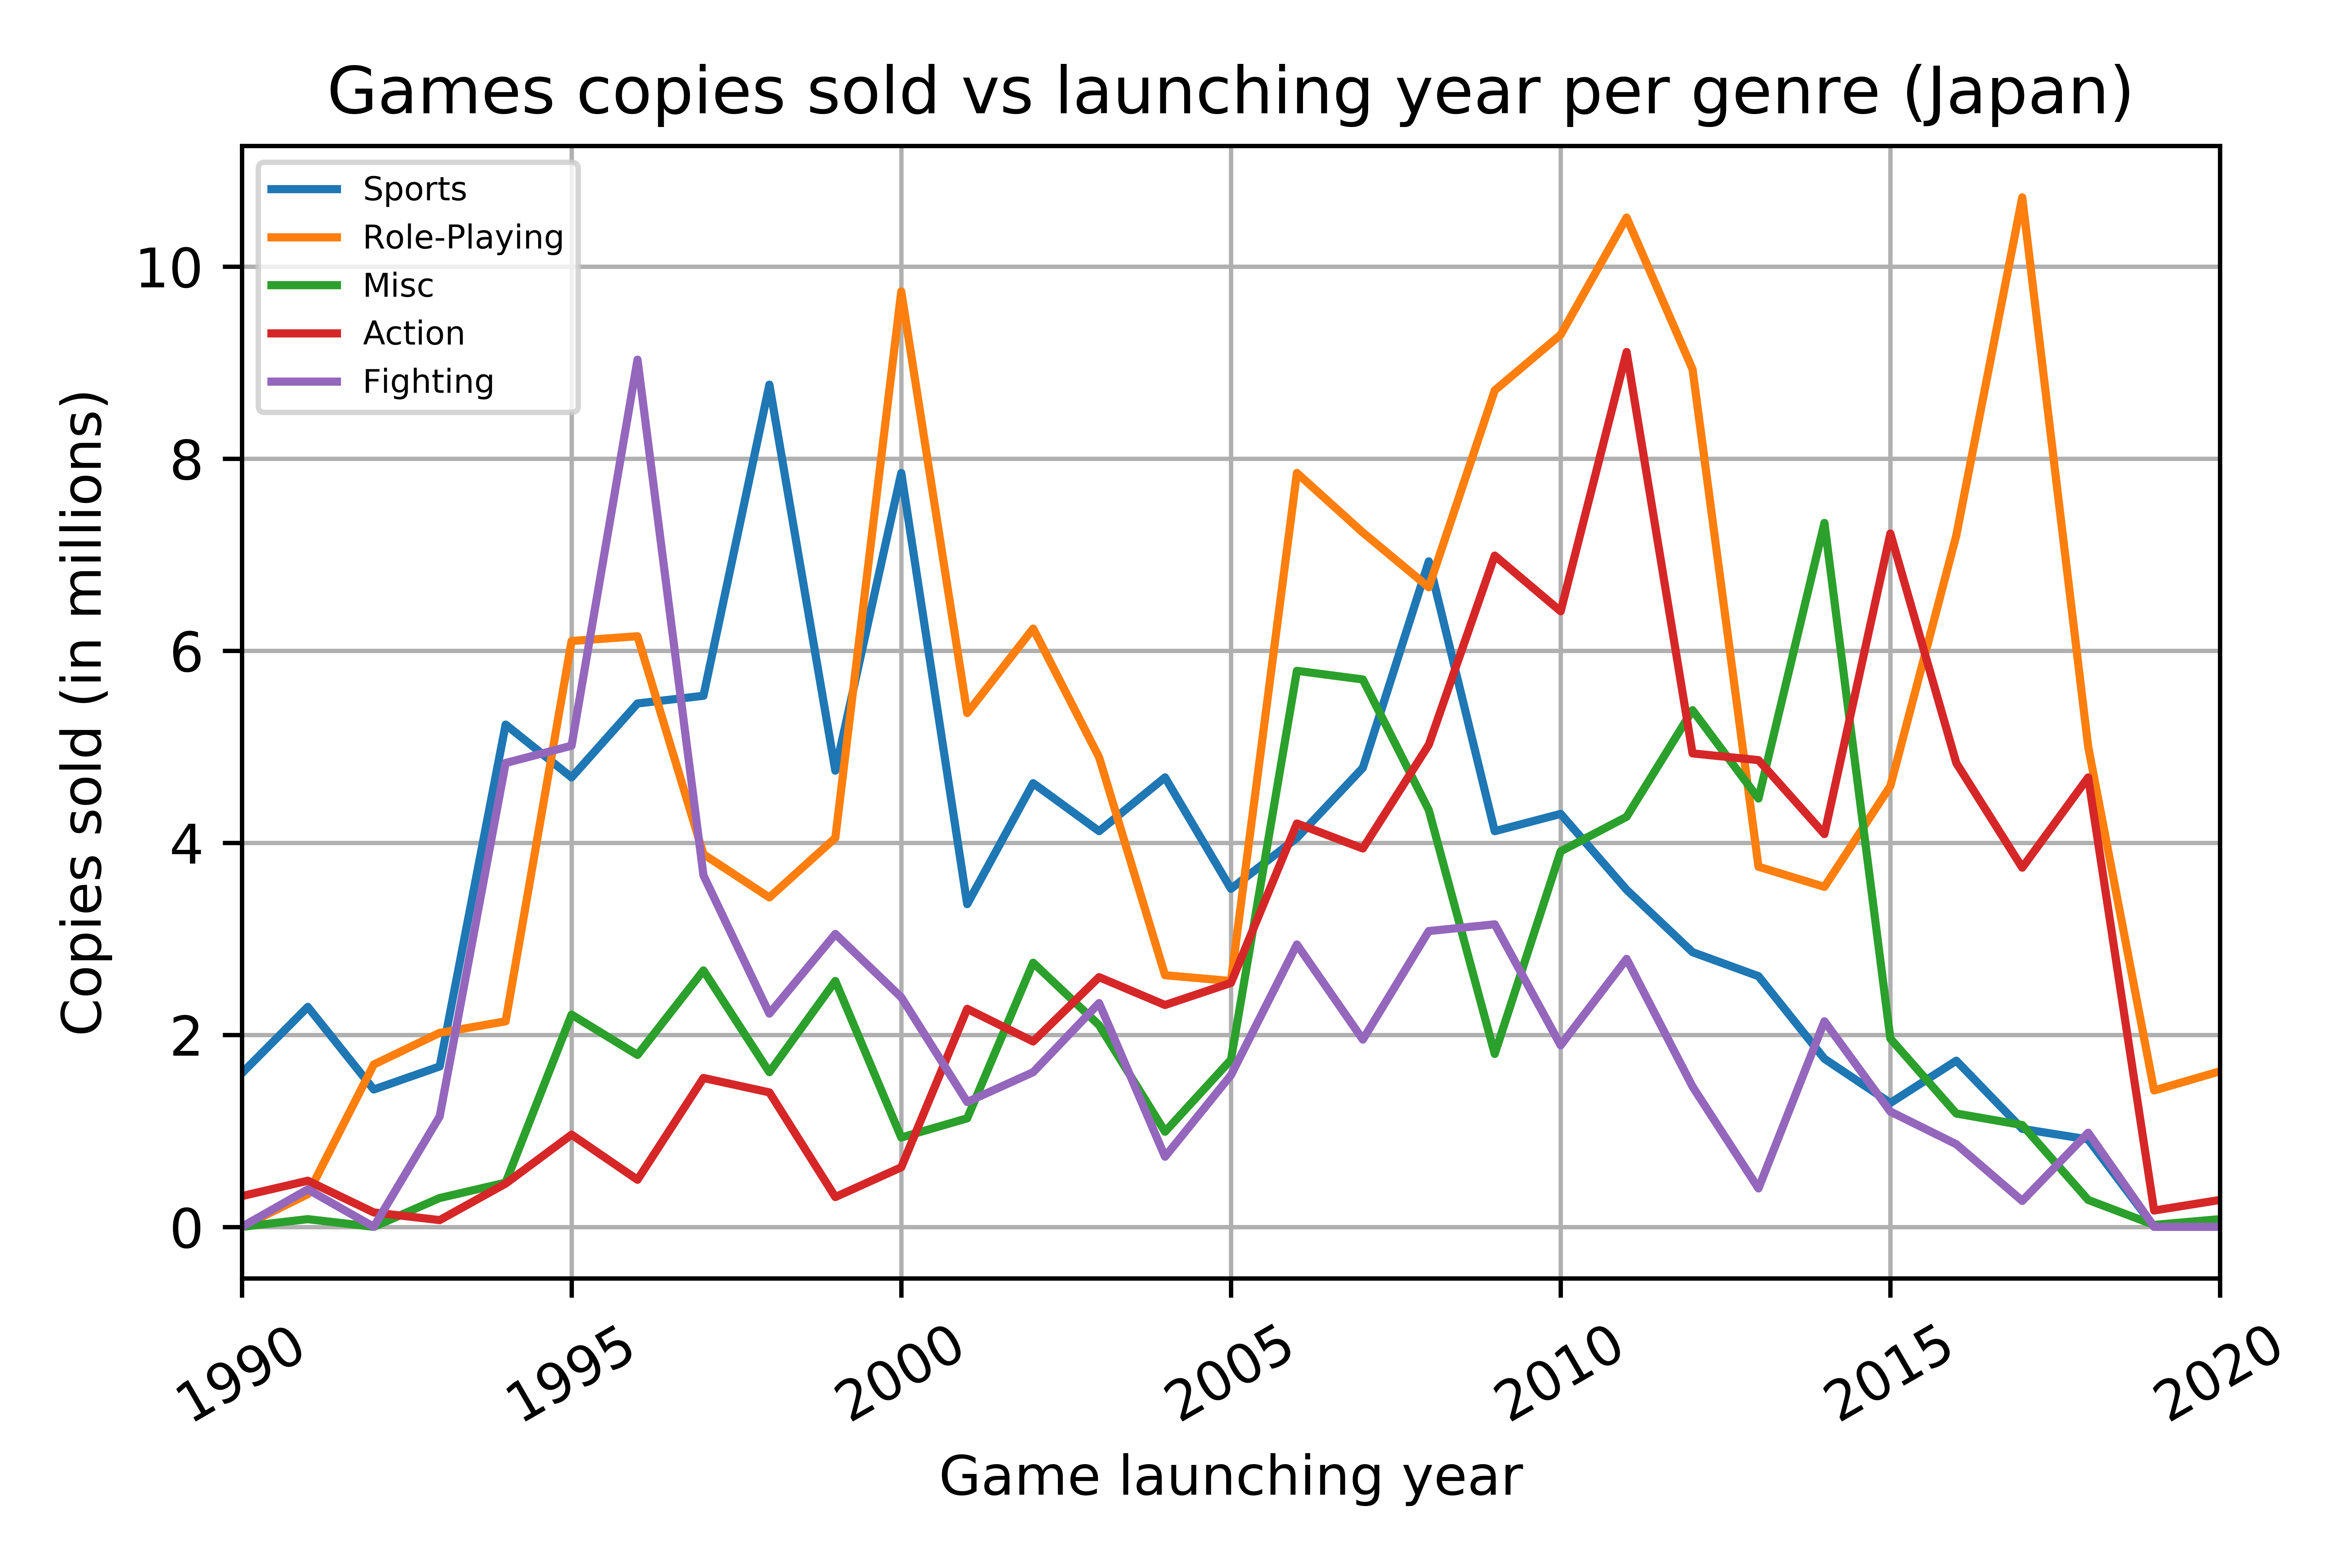 Games copies sold vs launching year per genre (Japan)
Sports
Role-Playing
Misc
Action
Fighting
10
8
6
4
2
0
Copies sold (in millions)
1990
1995
2000
2005
2010
2015
2020
Game launching year